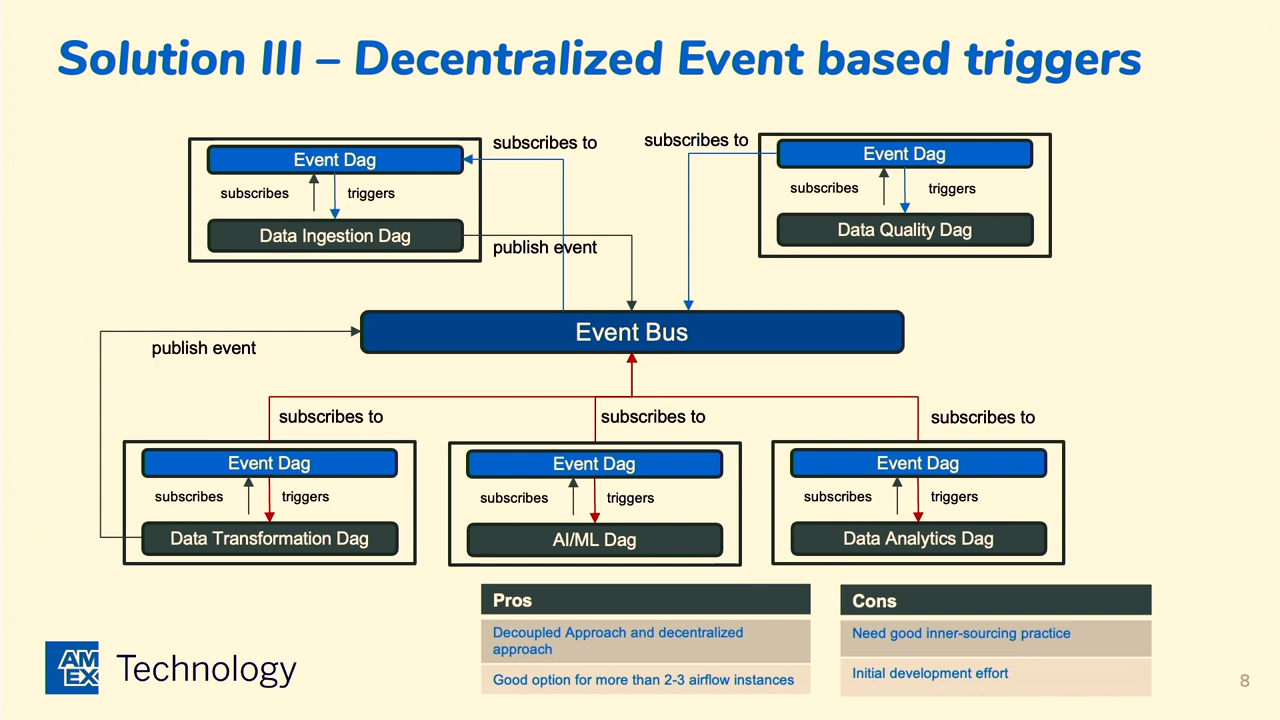 Solution III – Decentralized Event based triggers
subscribes to
subscribes to
Event Dag
subscribes
triggers
Data Ingestion Dag
Event Dag
subscribes
triggers
Data Quality Dag
publish event
Event Bus
publish event
subscribes to
subscribes to
subscribes to
Event Dag
subscribes
triggers
Data Transformation Dag
Event Dag
subscribes
triggers
AI/ML Dag
Event Dag
subscribes
triggers
Data Analytics Dag
Pros
Decoupled Approach and decentralized
approach
Good option for more than 2-3 airflow instances
Cons
Need good inner-sourcing practice
Initial development effort
AM
EX
Technology
8